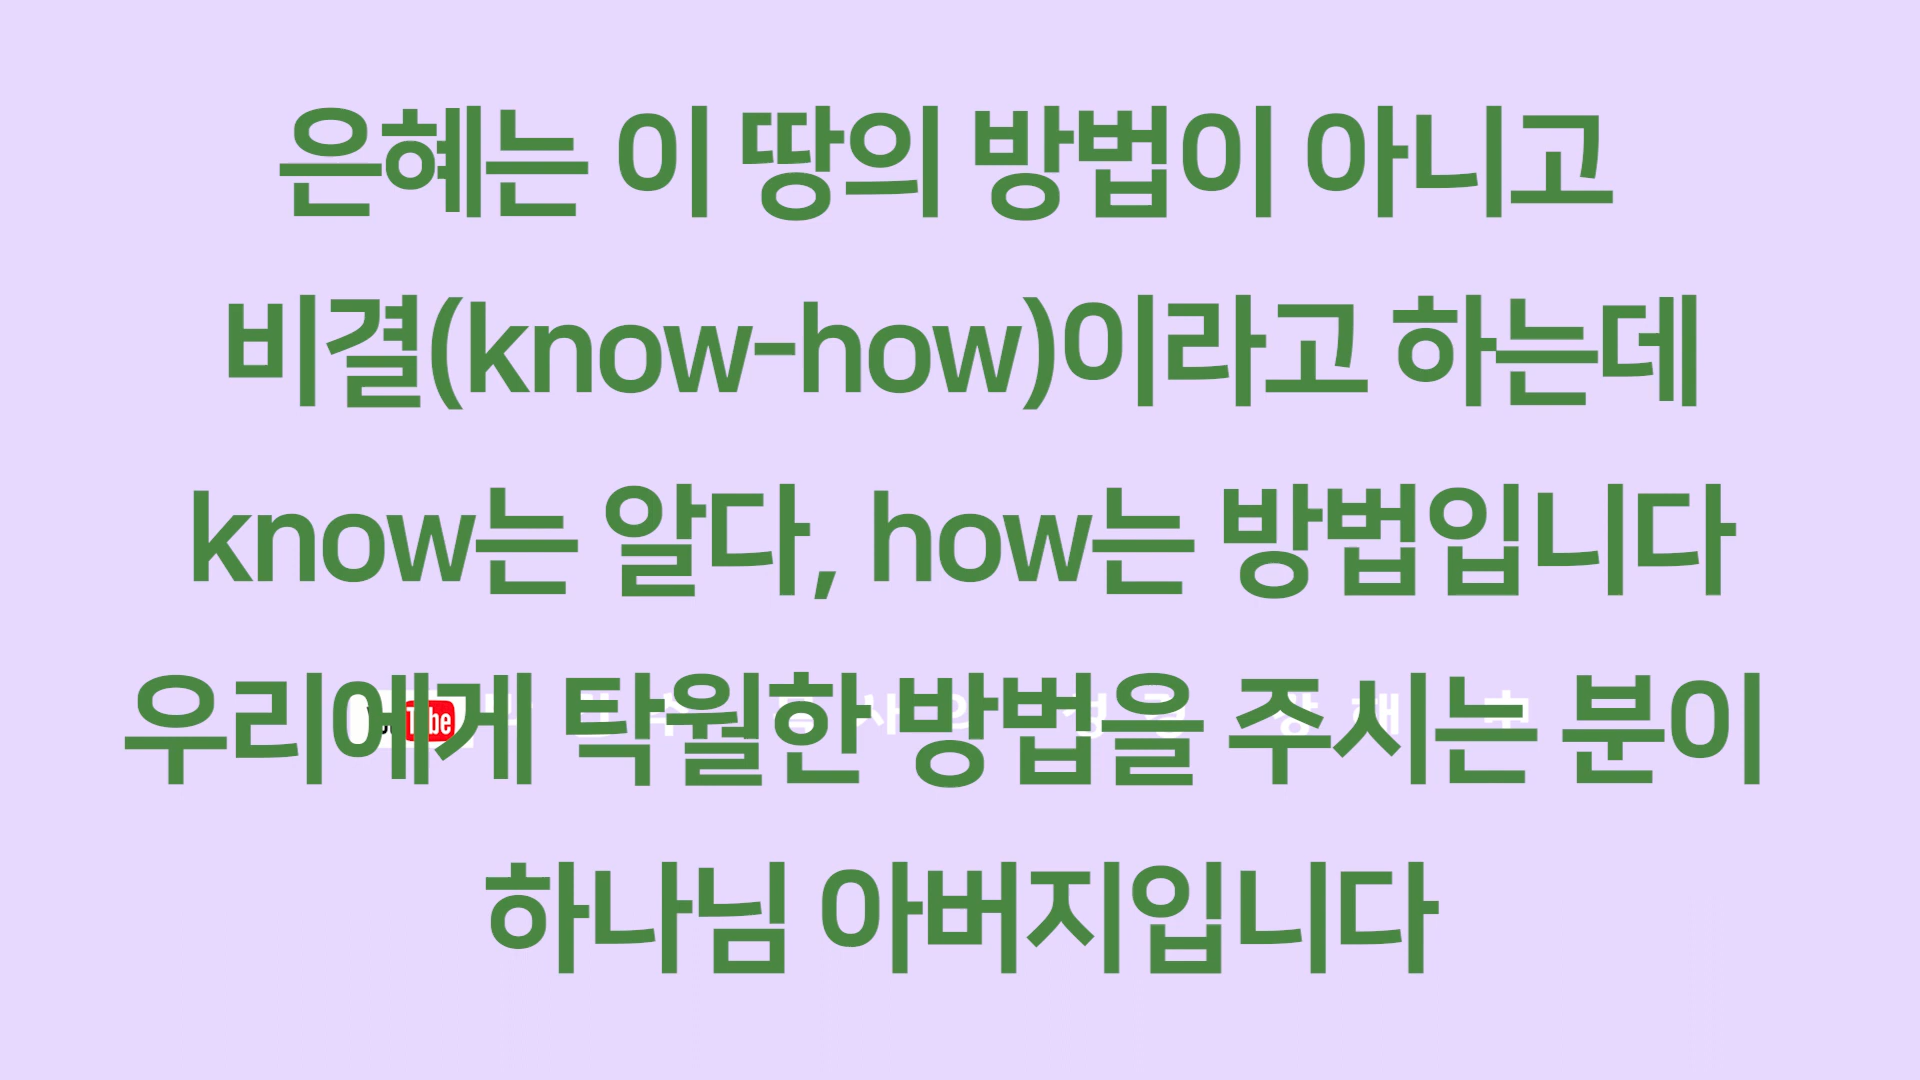 은혜는 이 땅의 방법이 아니고
비결(know-how)이라고 하는데
know는 알다, how는 방법입니다
우리에게 탁월한 방법을 주시는 분이
하나님 아버지입니다